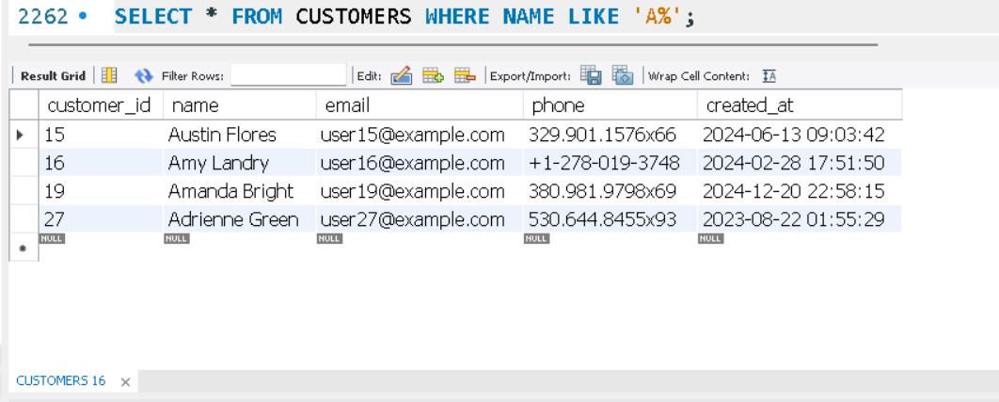 2262 • SELECT * FROM CUSTOMERS WHERE NAME LIKE 'A%';
Result Grid Filter Rows: Edit: Export/Import: Wrap Cell Content: IA
customer_id name email phone created_at
15 Austin Flores user15@example.com 329.901.1576x66 2024-06-13 09:03:42
16 Amy Landry user16@example.com +1-278-019-3748 2024-02-28 17:51:50
19 Amanda Bright user19@example.com 380.981.9798x69 2024-12-20 22:58:15
27 Adrienne Green user27@example.com 530.644.8455x93 2023-08-22 01:55:29
NULL NULL NULL NULL NULL
CUSTOMERS 16 ×